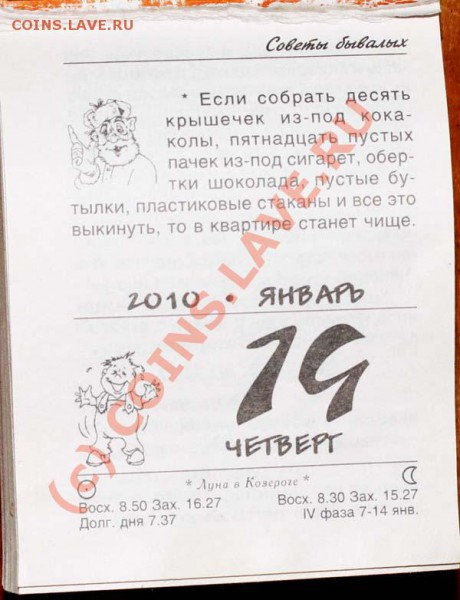 COINS.LAVE.RU
Советы бывалых
* Если собрать десять
крышечек из-под кока-
колы, пятнадцать пустых
пачек из-под сигарет, обер-
тки шоколада, пустые бу-
тылки, пластиковые стаканы и все это
выкинуть, то в квартире станет чище.
2010 • ЯНВАРЬ
14
ЧЕТВЕРГ
* Луна в Козероге *
Восх. 8.50 Зах. 16.27
Долг. дня 7.37
Восх. 8.30 Зах. 15.27
IV фаза 7-14 янв.
(c) COINS.LAVE.RU